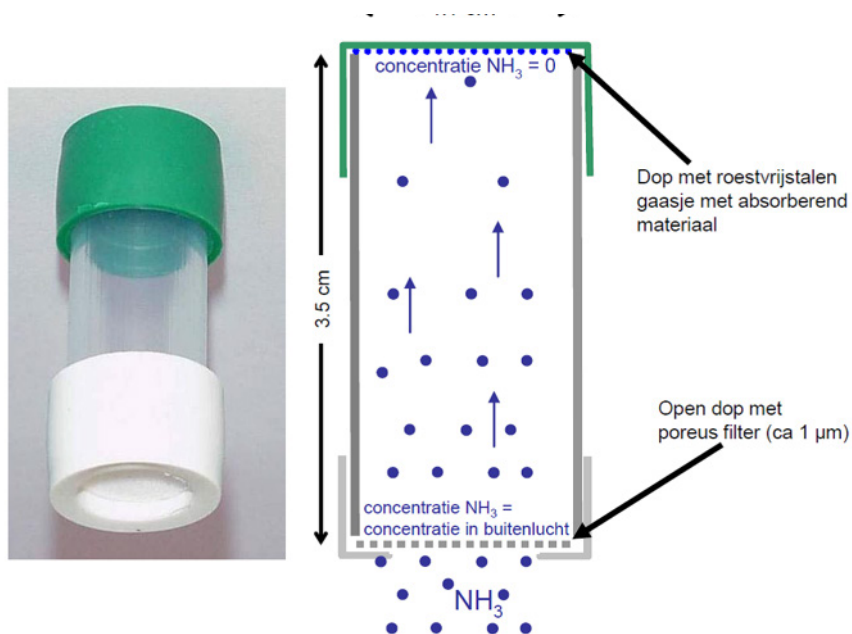 concentratie NH₃ = 0
Dop met roestvrijstalen
gaasje met absorberend
materiaal
3.5 cm
Open dop met
poreus filter (ca 1 µm)
concentratie NH₃ =
concentratie in buitenlucht
NH₃